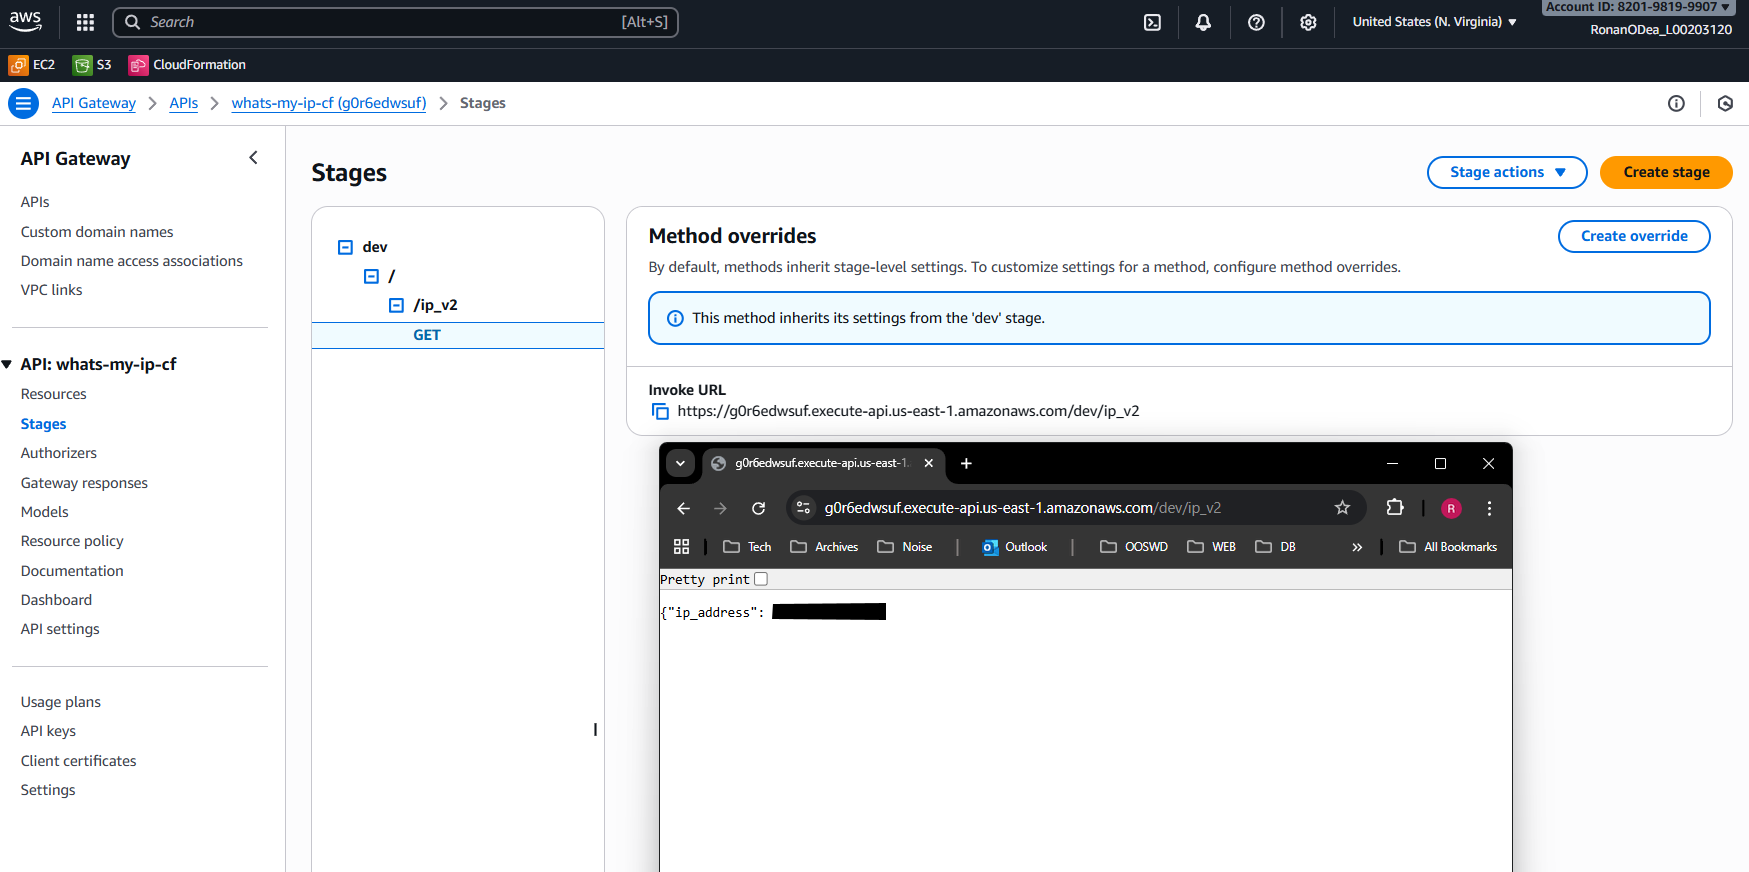 aws
Search
[Alt+S]
United States (N. Virginia)
Account ID: 8201-9819-9907
RonanODea_L00203120
EC2
S3
CloudFormation
API Gateway
APIs
whats-my-ip-cf (g0r6edwsuf)
Stages
API Gateway
APIs
Custom domain names
Domain name access associations
VPC links
API: whats-my-ip-cf
Resources
Stages
Authorizers
Gateway responses
Models
Resource policy
Documentation
Dashboard
API settings
Usage plans
API keys
Client certificates
Settings
Stages
Stage actions
Create stage
dev
/
/ip_v2
GET
Method overrides
Create override
By default, methods inherit stage-level settings. To customize settings for a method, configure method overrides.
This method inherits its settings from the 'dev' stage.
Invoke URL
https://g0r6edwsuf.execute-api.us-east-1.amazonaws.com/dev/ip_v2
g0r6edwsuf.execute-api.us-east-1.
g0r6edwsuf.execute-api.us-east-1.amazonaws.com/dev/ip_v2
R
Tech
Archives
Noise
Outlook
OOSWD
WEB
DB
All Bookmarks
Pretty print
{"ip_address":